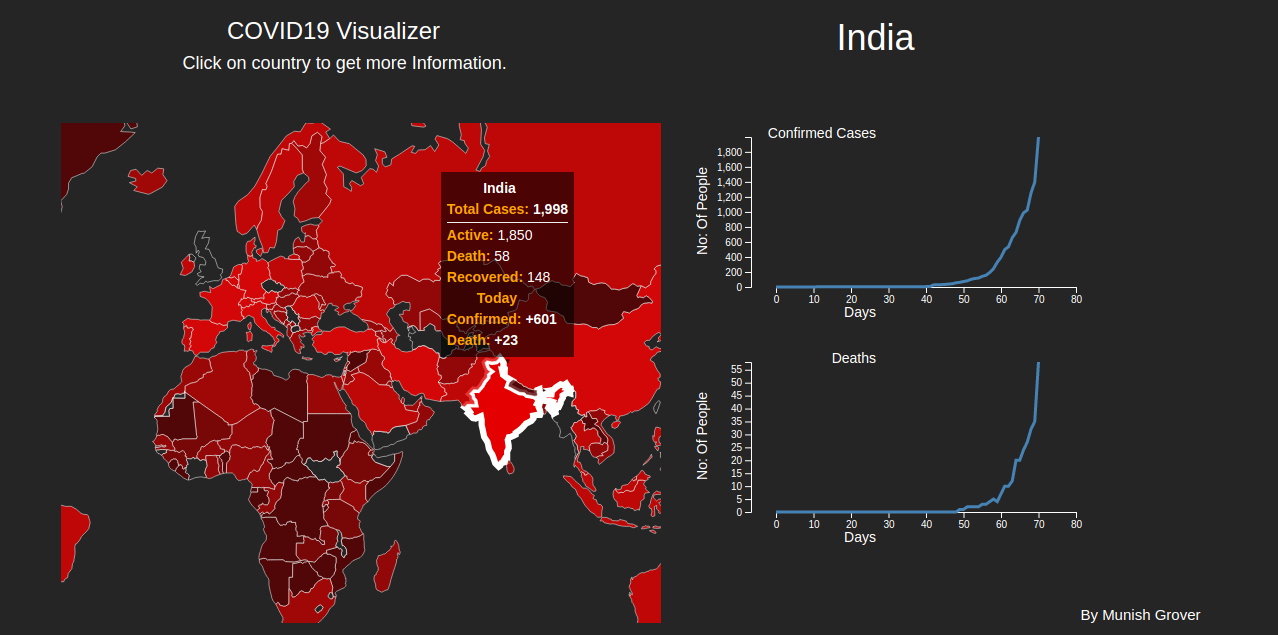 COVID19 Visualizer
Click on country to get more Information.
India
Total Cases: 1,998
Active: 1,850
Death: 58
Recovered: 148
Today
Confirmed: +601
Death: +23
India
Confirmed Cases
No: Of People
1,800
1,600
1,400
1,200
1,000
800
600
400
200
0
0 10 20 30 40 50 60 70 80
Days
Deaths
No: Of People
55
50
45
40
35
30
25
20
15
10
5
0
0 10 20 30 40 50 60 70 80
Days
By Munish Grover